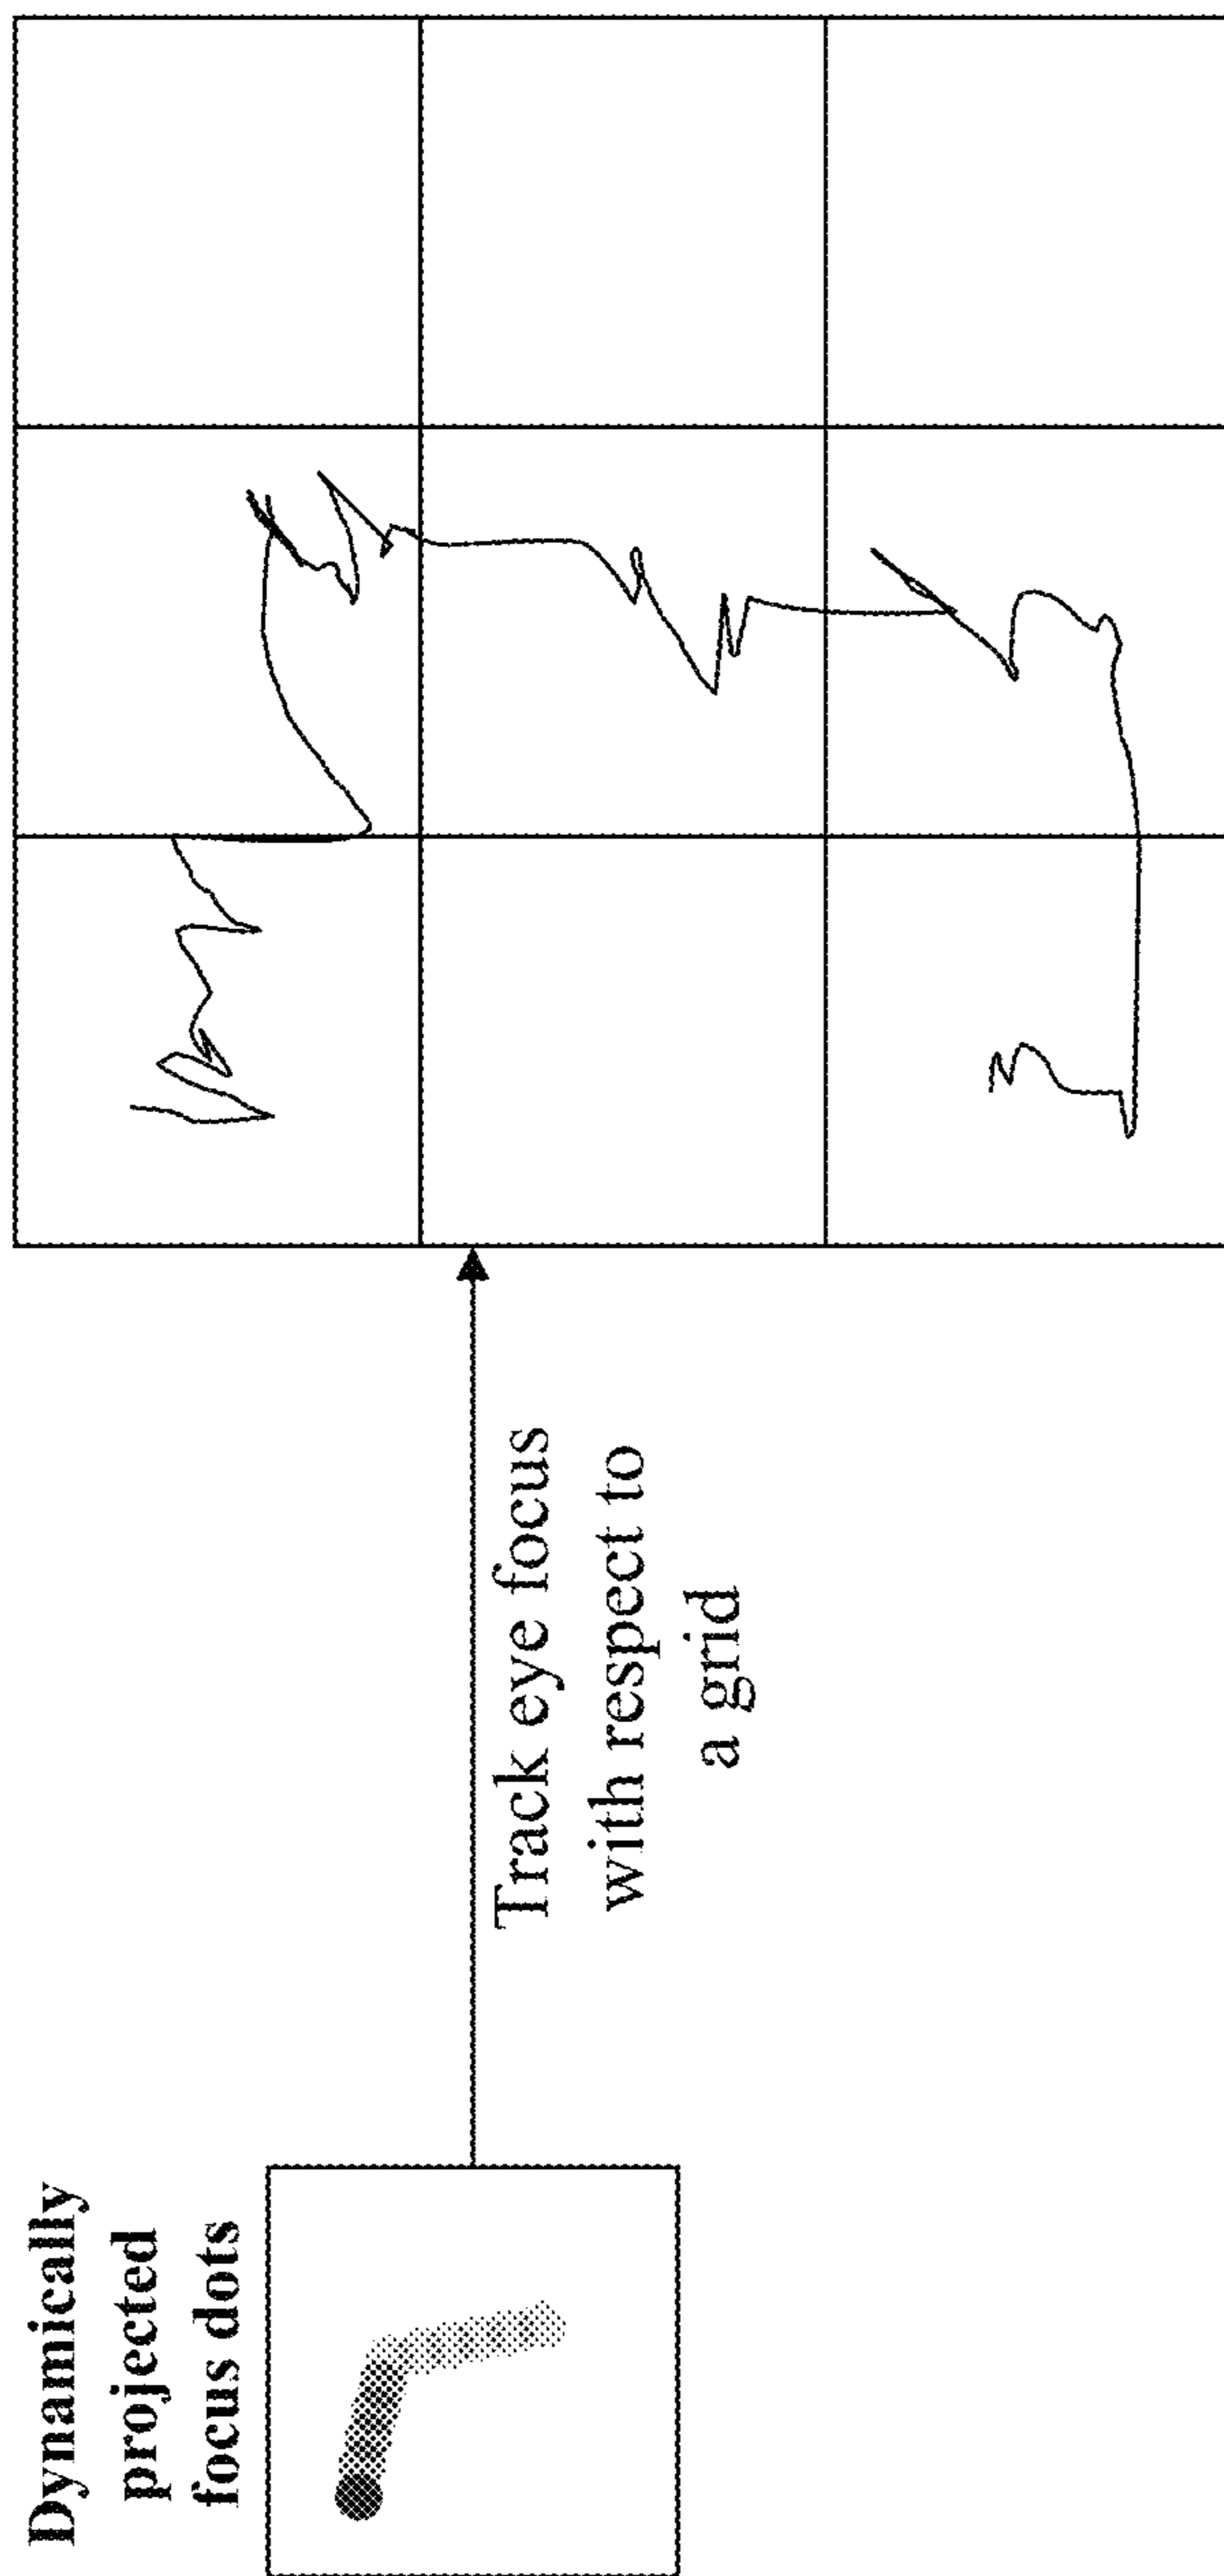 Dynamically
projected
focus dots
Track eye focus
with respect to
a grid